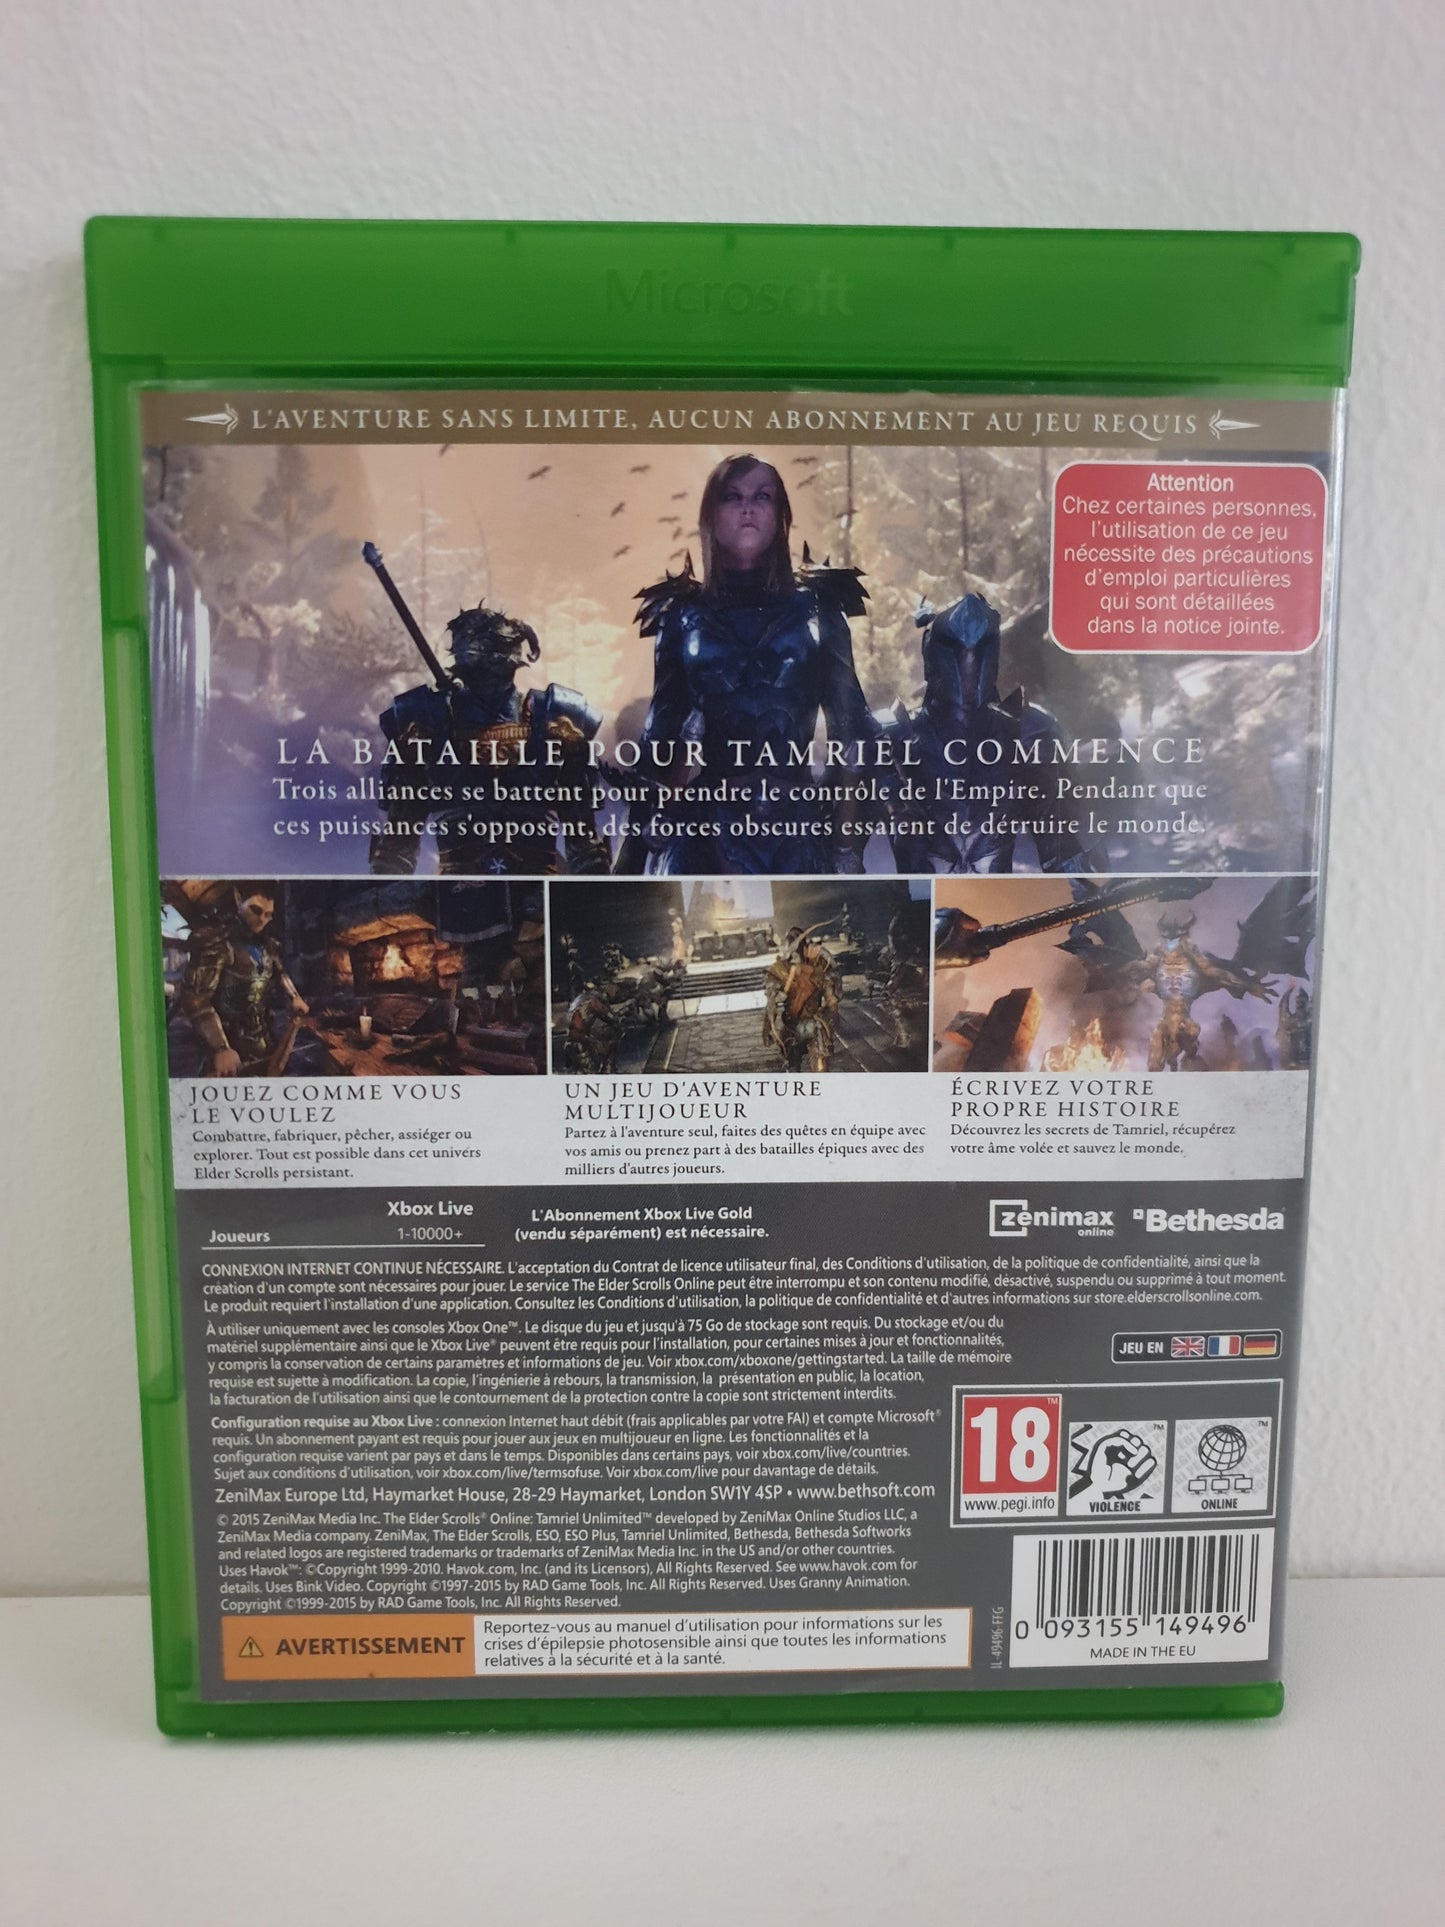 Microsoft
L'AVENTURE SANS LIMITE, AUCUN ABONNEMENT AU JEU REQUIS
Attention
Chez certaines personnes,
l'utilisation de ce jeu
nécessite des précautions
d'emploi particulières
qui sont détaillées
dans la notice jointe.
LA BATAILLE POUR TAMRIEL COMMENCE
Trois alliances se battent pour prendre le contrôle de l'Empire. Pendant que
ces puissances s'opposent, des forces obscures essaient de détruire le monde.
JOUEZ COMME VOUS
LE VOULEZ
Combattre, fabriquer, pêcher, assiéger ou
explorer. Tout est possible dans cet univers
Elder Scrolls persistant.
UN JEU D'AVENTURE
MULTIJOUEUR
Partez à l'aventure seul, faites des quêtes en équipe avec
vos amis ou prenez part à des batailles épiques avec des
milliers d'autres joueurs.
ÉCRIVEZ VOTRE
PROPRE HISTOIRE
Découvrez les secrets de Tamriel, récupérez
votre âme volée et sauvez le monde.
Xbox Live
Joueurs 1-10000+
L'Abonnement Xbox Live Gold
(vendu séparément) est nécessaire.
zenimax
online
Bethesda
CONNEXION INTERNET CONTINUE NÉCESSAIRE. L'acceptation du Contrat de licence utilisateur final, des Conditions d'utilisation, de la politique de confidentialité, ainsi que la
création d'un compte sont nécessaires pour jouer. Le service The Elder Scrolls Online peut être interrompu et son contenu modifié, désactivé, suspendu ou supprimé à tout moment.
Le produit requiert l'installation d'une application. Consultez les Conditions d'utilisation, la politique de confidentialité et d'autres informations sur store.elderscrollsonline.com.
À utiliser uniquement avec les consoles Xbox One™. Le disque du jeu et jusqu'à 75 Go de stockage sont requis. Du stockage et/ou du
matériel supplémentaire ainsi que le Xbox Live® peuvent être requis pour l'installation, pour certaines mises à jour et fonctionnalités,
y compris la conservation de certains paramètres et informations de jeu. Voir xbox.com/xboxone/gettingstarted. La taille de mémoire
requise est sujette à modification. La copie, l'ingénierie à rebours, la transmission, la présentation en public, la location,
la facturation de l'utilisation ainsi que le contournement de la protection contre la copie sont strictement interdits.
JEU EN
Configuration requise au Xbox Live : connexion Internet haut débit (frais applicables par votre FAI) et compte Microsoft®
requis. Un abonnement payant est requis pour jouer aux jeux en multijoueur en ligne. Les fonctionnalités et la
configuration requise varient par pays et dans le temps. Disponibles dans certains pays, voir xbox.com/live/countries.
Sujet aux conditions d'utilisation, voir xbox.com/live/termsofuse. Voir xbox.com/live pour davantage de détails.
ZeniMax Europe Ltd, Haymarket House, 28-29 Haymarket, London SW1Y 4SP • www.bethsoft.com
© 2015 ZeniMax Media Inc. The Elder Scrolls® Online: Tamriel Unlimited™ developed by ZeniMax Online Studios LLC, a
ZeniMax Media company. ZeniMax, The Elder Scrolls, ESO, ESO Plus, Tamriel Unlimited, Bethesda, Bethesda Softworks
and related logos are registered trademarks or trademarks of ZeniMax Media Inc. in the US and/or other countries.
Uses Havok™: ©Copyright 1999-2010. Havok.com, Inc. (and its Licensors), All Rights Reserved. See www.havok.com for
details. Uses Bink Video. Copyright ©1997-2015 by RAD Game Tools, Inc. All Rights Reserved. Uses Granny Animation.
Copyright ©1999-2015 by RAD Game Tools, Inc. All Rights Reserved.
18 ™
www.pegi.info
VIOLENCE ™
ONLINE ™
AVERTISSEMENT
Reportez-vous au manuel d'utilisation pour informations sur les
crises d'épilepsie photosensible ainsi que toutes les informations
relatives à la sécurité et à la santé.
IL-49496-FFG
0 093155 149496
MADE IN THE EU